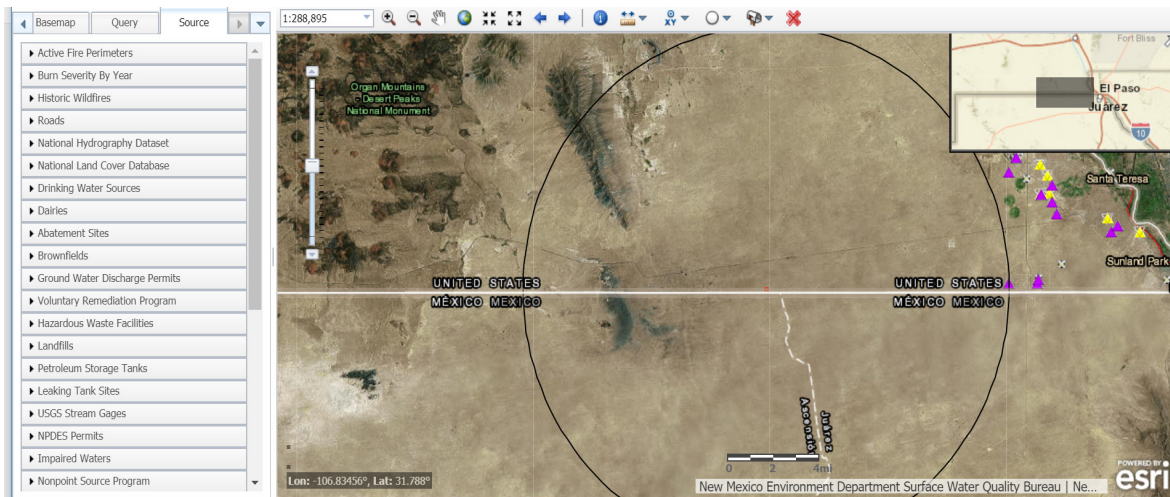 Basemap
Query
Source
Active Fire Perimeters
Burn Severity By Year
Historic Wildfires
Roads
National Hydrography Dataset
National Land Cover Database
Drinking Water Sources
Dairies
Abatement Sites
Brownfields
Ground Water Discharge Permits
Voluntary Remediation Program
Hazardous Waste Facilities
Landfills
Petroleum Storage Tanks
Leaking Tank Sites
USGS Stream Gages
NPDES Permits
Impaired Waters
Nonpoint Source Program
1:288,895
XY
Organ Mountains
- Desert Peaks
National Monument
Fort Bliss
El Paso
Juárez
10
Santa Teresa
Sunland Park
UNITED STATES
MÉXICO MEXICO
UNITED STATES
MÉXICO MEXICO
Juárez
0 2 4mi
Lon: -106.83456°, Lat: 31.788°
New Mexico Environment Department Surface Water Quality Bureau | Ne...
POWERED BY
esri